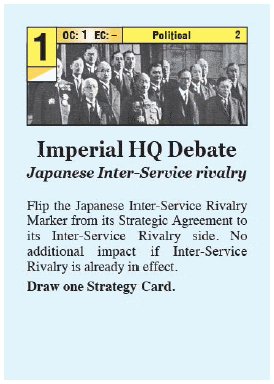 1
OC: 1 EC: – Political 2
Imperial HQ Debate
Japanese Inter-Service rivalry
Flip the Japanese Inter-Service Rivalry
Marker from its Strategic Agreement to
its Inter-Service Rivalry side. No
additional impact if Inter-Service
Rivalry is already in effect.
Draw one Strategy Card.